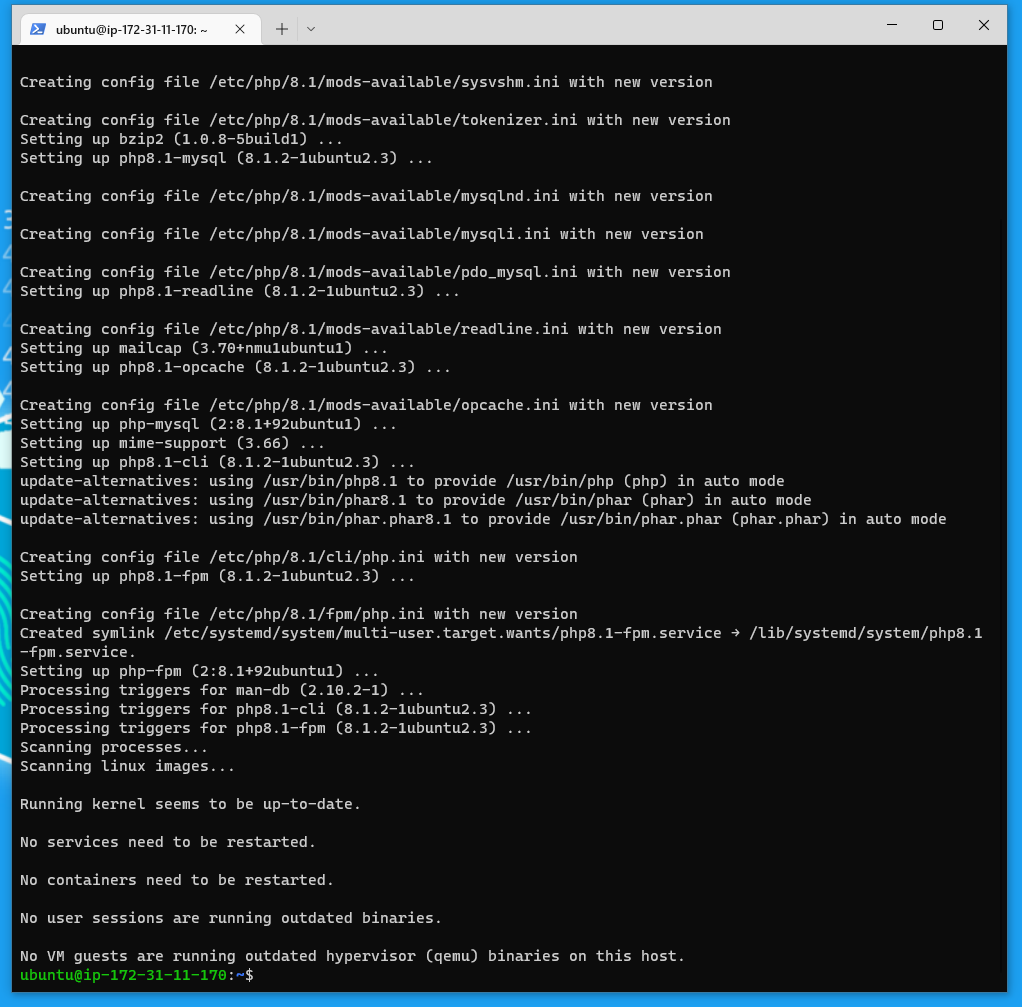 ubuntu@ip-172-31-11-170: ~
Creating config file /etc/php/8.1/mods-available/sysvshm.ini with new version
Creating config file /etc/php/8.1/mods-available/tokenizer.ini with new version
Setting up bzip2 (1.0.8-5build1) ...
Setting up php8.1-mysql (8.1.2-1ubuntu2.3) ...
Creating config file /etc/php/8.1/mods-available/mysqlnd.ini with new version
Creating config file /etc/php/8.1/mods-available/mysqli.ini with new version
Creating config file /etc/php/8.1/mods-available/pdo_mysql.ini with new version
Setting up php8.1-readline (8.1.2-1ubuntu2.3) ...
Creating config file /etc/php/8.1/mods-available/readline.ini with new version
Setting up mailcap (3.70+nmu1ubuntu1) ...
Setting up php8.1-opcache (8.1.2-1ubuntu2.3) ...
Creating config file /etc/php/8.1/mods-available/opcache.ini with new version
Setting up php-mysql (2:8.1+92ubuntu1) ...
Setting up mime-support (3.66) ...
Setting up php8.1-cli (8.1.2-1ubuntu2.3) ...
update-alternatives: using /usr/bin/php8.1 to provide /usr/bin/php (php) in auto mode
update-alternatives: using /usr/bin/phar8.1 to provide /usr/bin/phar (phar) in auto mode
update-alternatives: using /usr/bin/phar.phar8.1 to provide /usr/bin/phar.phar (phar.phar) in auto mode
Creating config file /etc/php/8.1/cli/php.ini with new version
Setting up php8.1-fpm (8.1.2-1ubuntu2.3) ...
Creating config file /etc/php/8.1/fpm/php.ini with new version
Created symlink /etc/systemd/system/multi-user.target.wants/php8.1-fpm.service → /lib/systemd/system/php8.1
-fpm.service.
Setting up php-fpm (2:8.1+92ubuntu1) ...
Processing triggers for man-db (2.10.2-1) ...
Processing triggers for php8.1-cli (8.1.2-1ubuntu2.3) ...
Processing triggers for php8.1-fpm (8.1.2-1ubuntu2.3) ...
Scanning processes...
Scanning linux images...
Running kernel seems to be up-to-date.
No services need to be restarted.
No containers need to be restarted.
No user sessions are running outdated binaries.
No VM guests are running outdated hypervisor (qemu) binaries on this host.
ubuntu@ip-172-31-11-170:~$